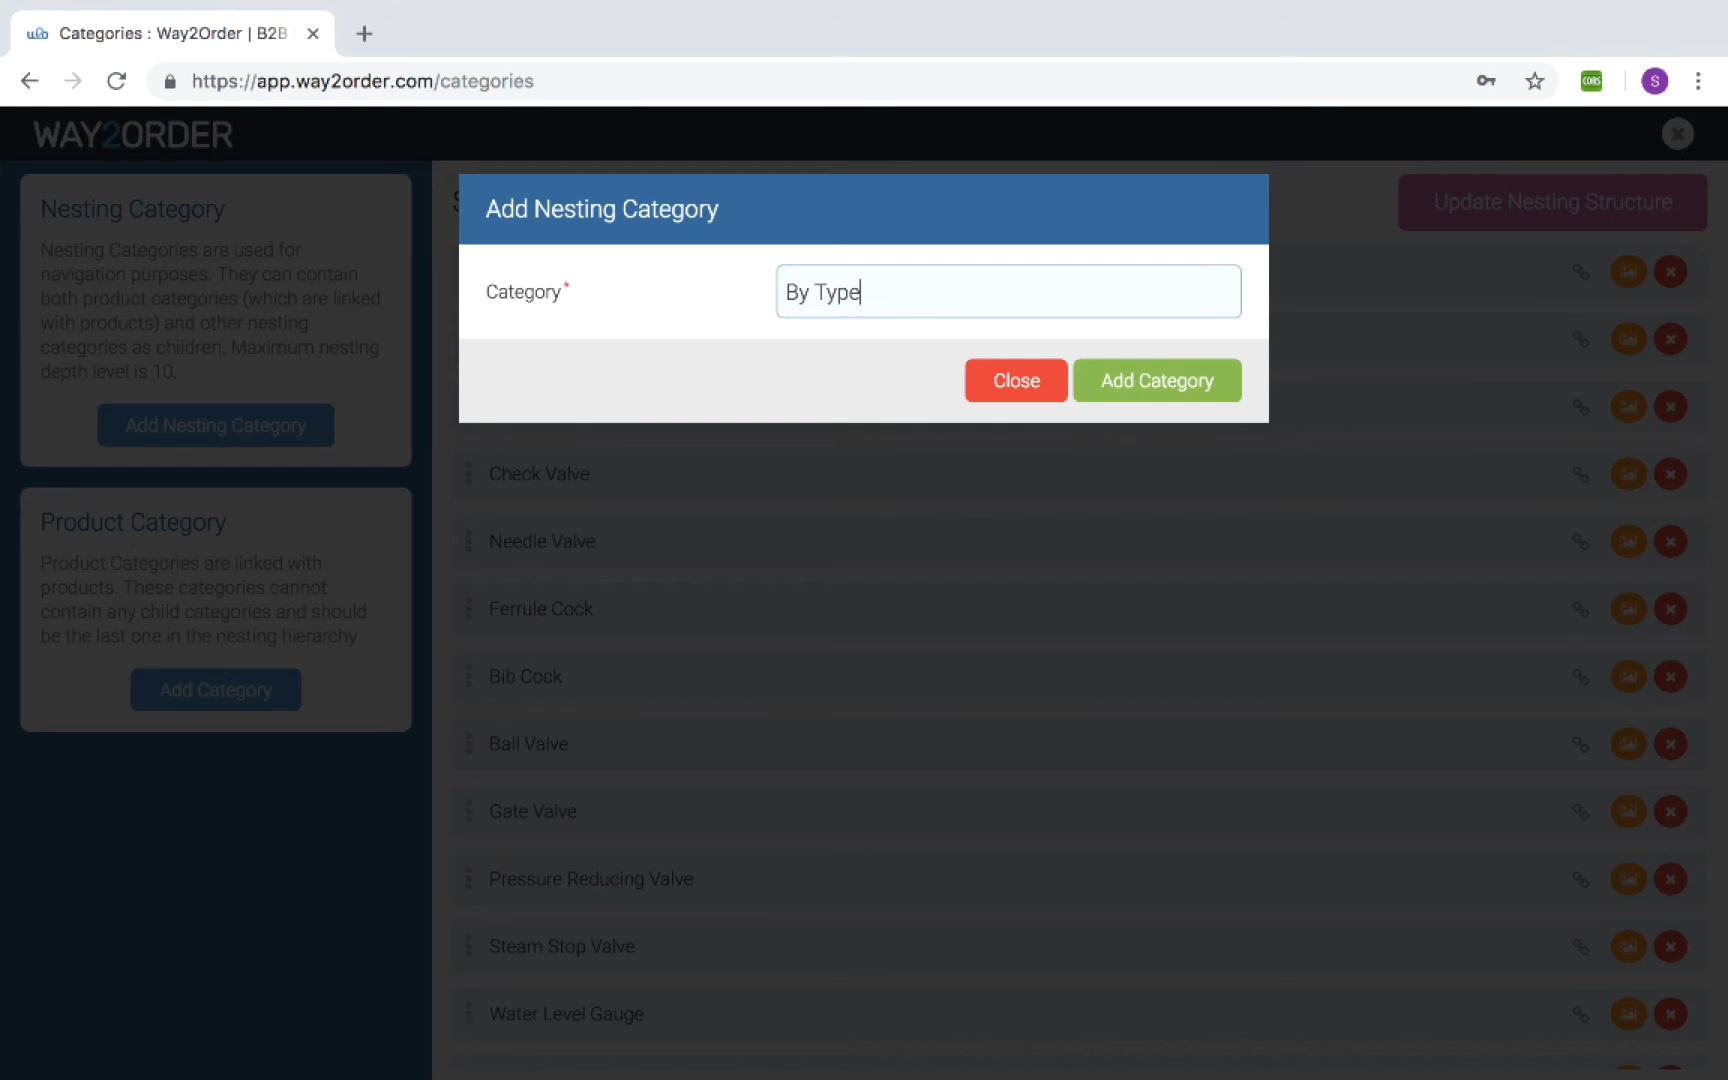 Categories : Way2Order | B2B
https://app.way2order.com/categories
CORS
S
WAY2ORDER
Nesting Category
Nesting Categories are used for
navigation purposes. They can contain
both product categories (which are linked
with products) and other nesting
categories as children. Maximum nesting
depth level is 10.
Add Nesting Category
Product Category
Product Categories are linked with
products. These categories cannot
contain any child categories and should
be the last one in the nesting hierarchy.
Add Category
Update Nesting Structure
Add Nesting Category
Category*
By Type
Close
Add Category
Check Valve
Needle Valve
Ferrule Cock
Bib Cock
Ball Valve
Gate Valve
Pressure Reducing Valve
Steam Stop Valve
Water Level Gauge